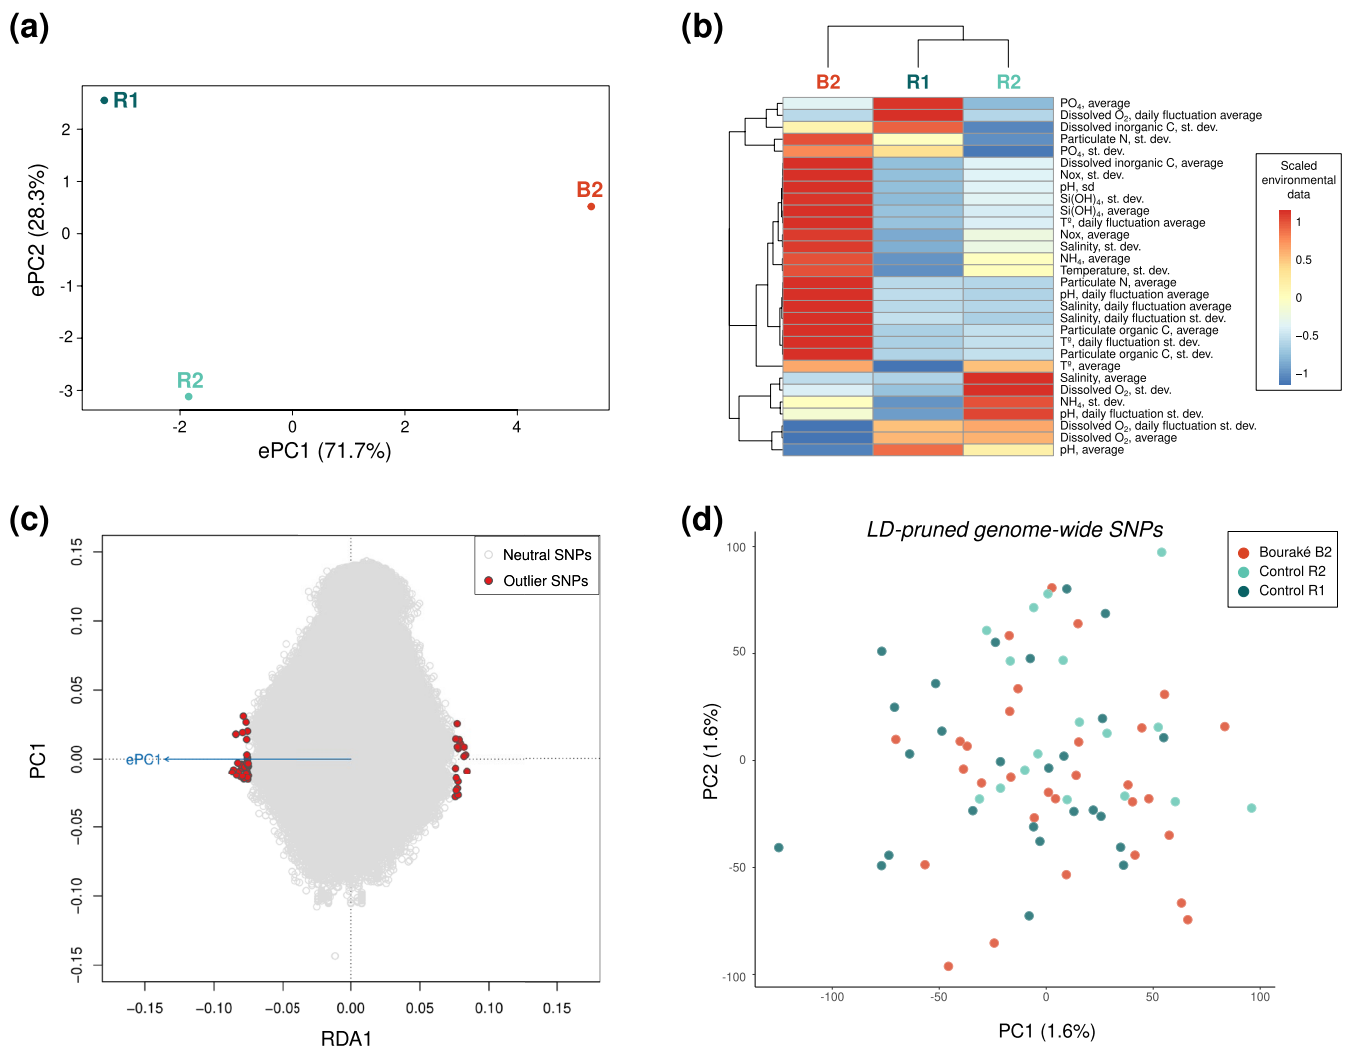 (a)
R1
B2
R2
2
1
0
-1
-2
-3
ePC2 (28.3%)
-2
0
2
4
ePC1 (71.7%)
(b)
B2
R1
R2
PO4, average
Dissolved O2, daily fluctuation average
Dissolved inorganic C, st. dev.
Particulate N, st. dev.
PO4, st. dev.
Dissolved inorganic C, average
Nox, st. dev.
pH, sd
Si(OH)4, st. dev.
Si(OH)4, average
Tº, daily fluctuation average
Nox, average
Salinity, st. dev.
NH4, average
Temperature, st. dev.
Particulate N, average
pH, daily fluctuation average
Salinity, daily fluctuation average
Salinity, daily fluctuation st. dev.
Particulate organic C, average
Tº, daily fluctuation st. dev.
Particulate organic C, st. dev.
Tº, average
Salinity, average
Dissolved O2, st. dev.
NH4, st. dev.
pH, daily fluctuation st. dev.
Dissolved O2, daily fluctuation st. dev.
Dissolved O2, average
pH, average
Scaled
environmental
data
1
0.5
0
−0.5
−1
(c)
Neutral SNPs
Outlier SNPs
ePC1
0.15
0.10
0.05
0.00
−0.05
−0.10
−0.15
PC1
−0.15
−0.10
−0.05
0.00
0.05
0.10
0.15
RDA1
(d)
LD-pruned genome-wide SNPs
Bouraké B2
Control R2
Control R1
100
50
0
-50
-100
PC2 (1.6%)
-100
-50
0
50
100
PC1 (1.6%)